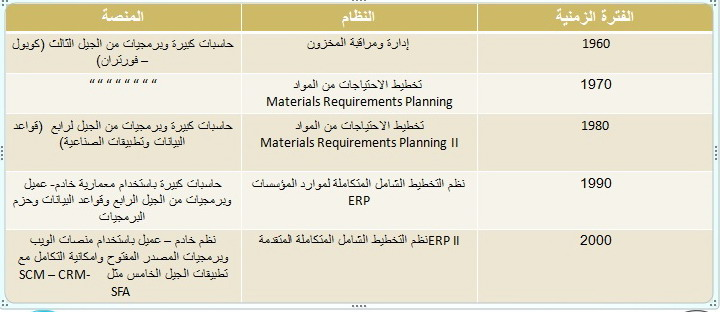 الفترة الزمنية
النظام
المنصة
1960
إدارة ومراقبة المخزون
حاسبات كبيرة وبرمجيات من الجيل الثالث (كوبول
– فورتران)
1970
تخطيط الاحتياجات من المواد
Materials Requirements Planning
" " " " " " " "
1980
تخطيط الاحتياجات من المواد
Materials Requirements Planning II
حاسبات كبيرة وبرمجيات من الجيل لرابع (قواعد
البيانات وتطبيقات الصناعية)
1990
نظم التخطيط الشامل المتكاملة لموارد المؤسسات
ERP
حاسبات كبيرة باستخدام معمارية خادم- عميل
وبرمجيات من الجيل الرابع وقواعد البيانات وحزم
البرمجيات
2000
ERP IIنظم التخطيط الشامل المتكاملة المتقدمة
نظم خادم – عميل باستخدام منصات الويب
وبرمجيات المصدر المفتوح وامكانية التكامل مع
تطبيقات الجيل الخامس مثل SCM – CRM-
SFA